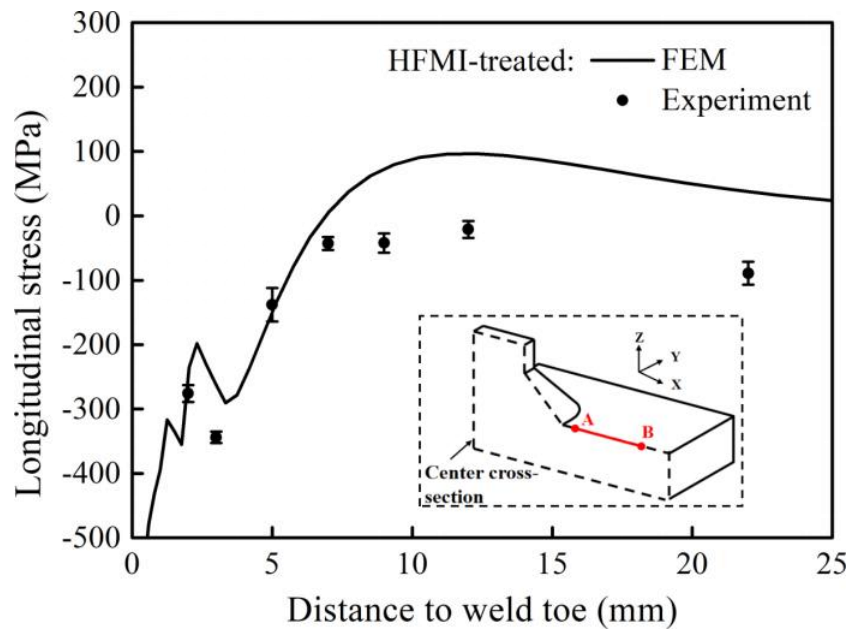 300
200
100
0
-100
-200
-300
-400
-500
Longitudinal stress (MPa)
HFMI-treated: FEM
Experiment
Z
Y
X
A
B
Center cross-
section
0 5 10 15 20 25
Distance to weld toe (mm)